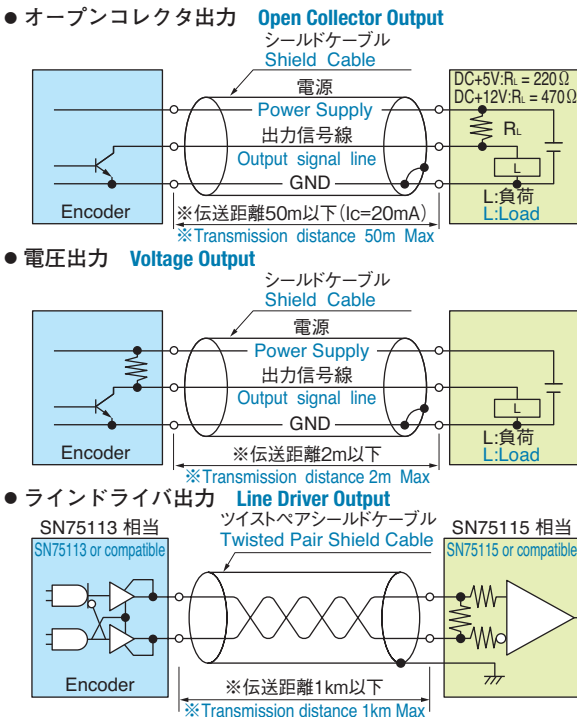 ● オープンコレクタ出力 Open Collector Output
シールドケーブル
Shield Cable
電源
Power Supply
出力信号線
Output signal line
GND
Encoder
※伝送距離50m以下(Ic=20mA)
※Transmission distance 50m Max
DC+5V:RL = 220Ω
DC+12V:RL = 470Ω
RL
L
L:負荷
L:Load
● 電圧出力 Voltage Output
シールドケーブル
Shield Cable
電源
Power Supply
出力信号線
Output signal line
GND
Encoder
※伝送距離2m以下
※Transmission distance 2m Max
L
L:負荷
L:Load
● ラインドライバ出力 Line Driver Output
SN75113 相当
SN75113 or compatible
ツイストペアシールドケーブル
Twisted Pair Shield Cable
SN75115 相当
SN75115 or compatible
Encoder
※伝送距離1km以下
※Transmission distance 1km Max